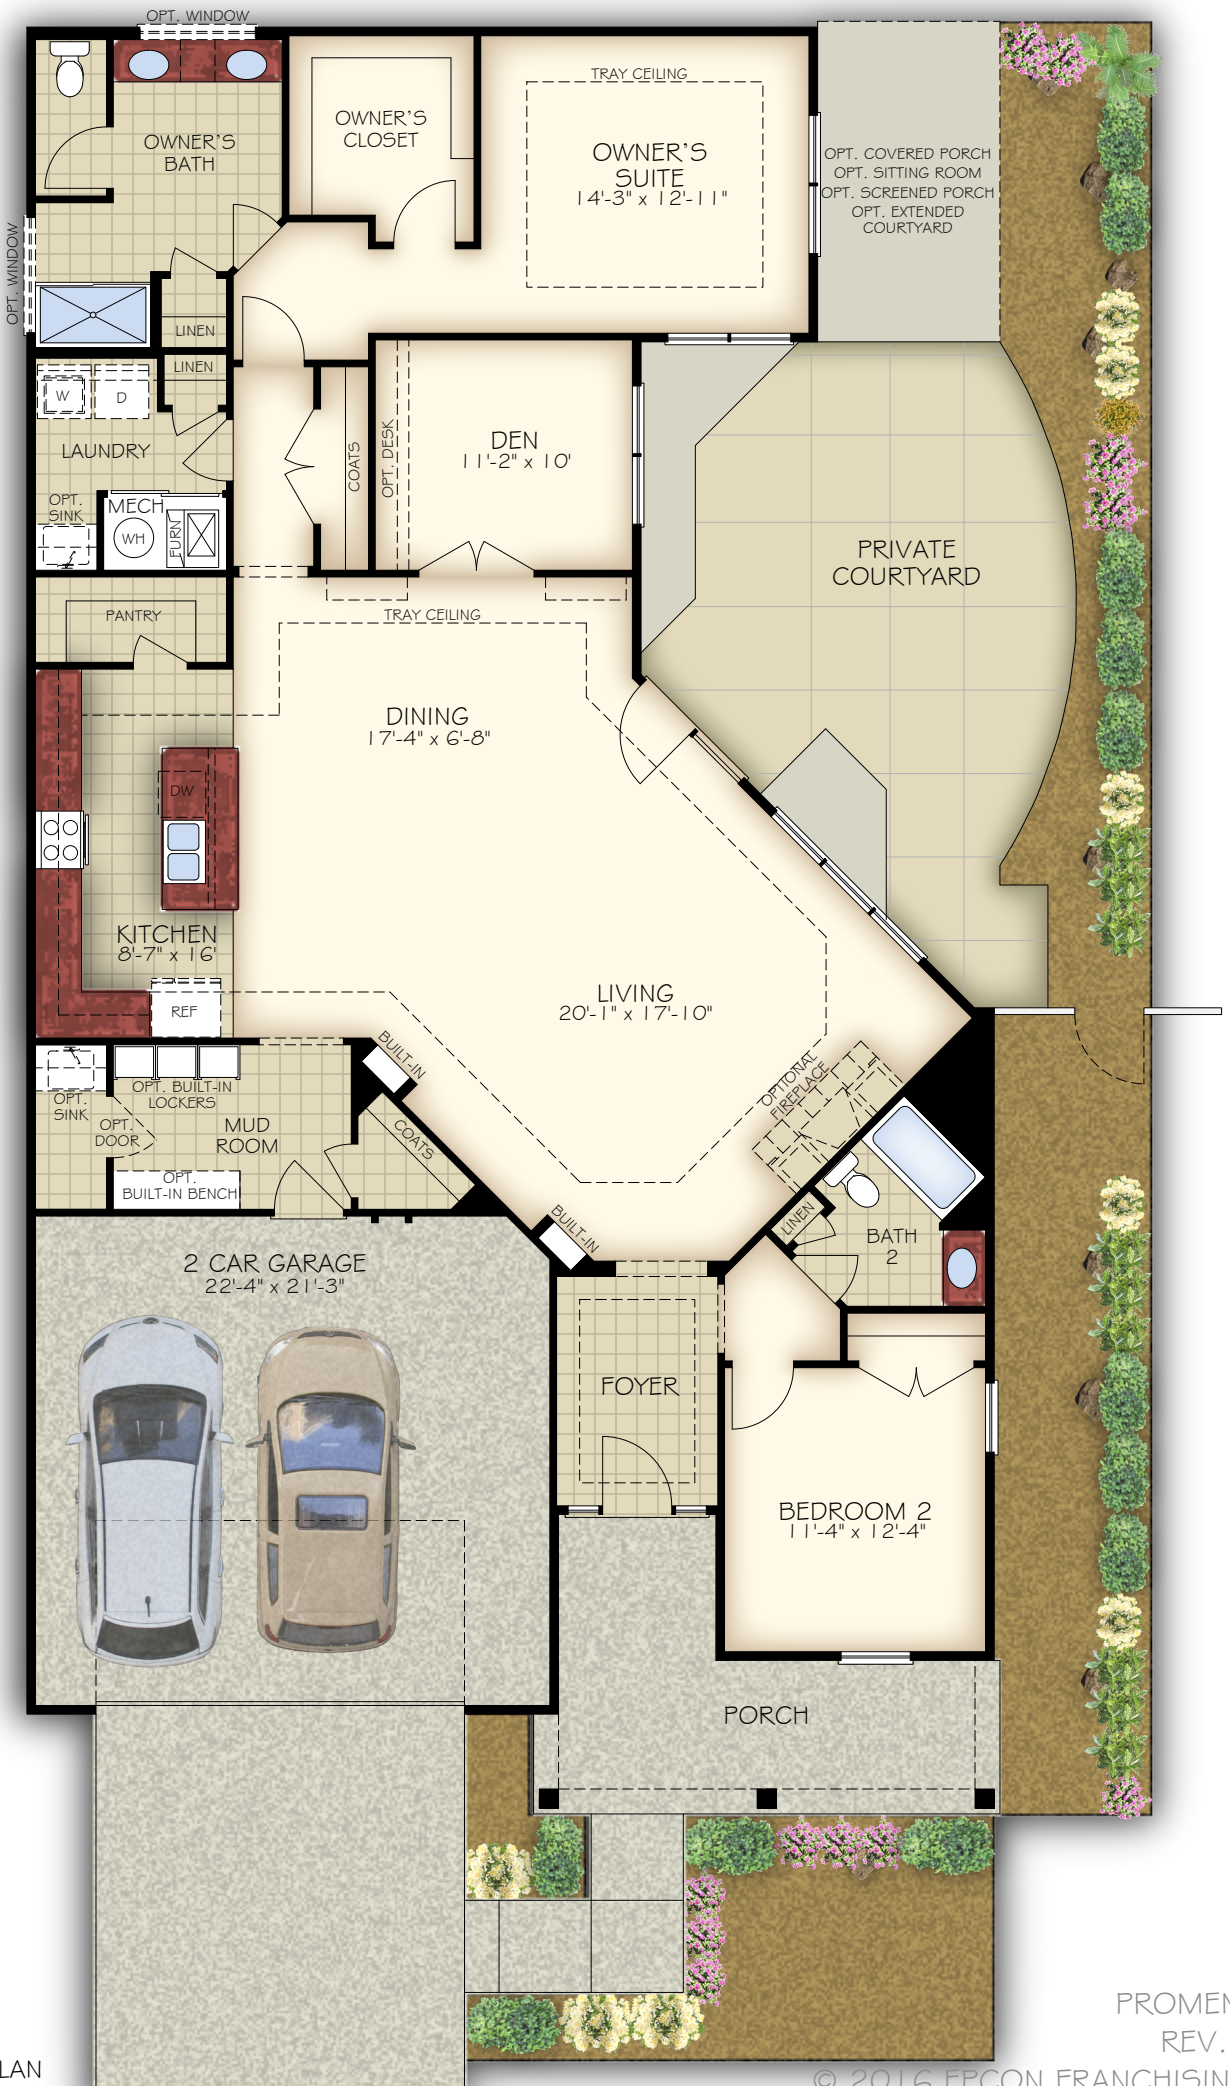 OPT. WINDOW
TRAY CEILING
OWNER'S
CLOSET
OWNER'S
BATH
OWNER'S
SUITE
14'-3" x 12'-11"
OPT. COVERED PORCH
OPT. SITTING ROOM
OPT. SCREENED PORCH
OPT. EXTENDED
COURTYARD
OPT. WINDOW
LINEN
LINEN
W
D
LAUNDRY
COATS
OPT. DESK
DEN
11'-2" x 10'
OPT.
SINK
MECH
WH
FURN
PRIVATE
COURTYARD
PANTRY
TRAY CEILING
DINING
17'-4" x 6'-8"
DW
KITCHEN
8'-7" x 16'
REF
LIVING
20'-1" x 17'-10"
BUILT-IN
OPTIONAL
FIREPLACE
OPT.
SINK
OPT. BUILT-IN
LOCKERS
OPT.
DOOR
MUD
ROOM
COATS
OPT.
BUILT-IN BENCH
LINEN
BUILT-IN
BATH
2
2 CAR GARAGE
22'-4" x 21'-3"
FOYER
BEDROOM 2
11'-4" x 12'-4"
PORCH
PROMEN
REV.
LAN
© 2016 EPCON FRANCHISIN